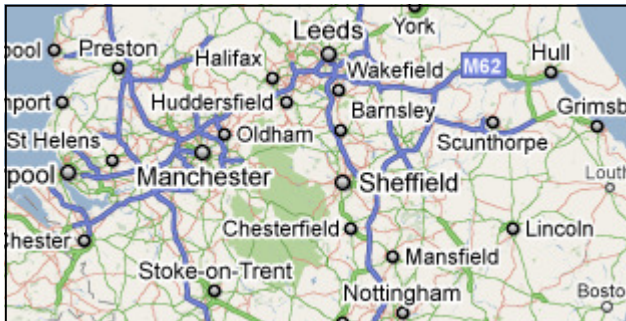 York
Leeds
pool
Preston
Halifax
M62
Hull
Wakefield
nport
Huddersfield
Barnsley
Grimsb
St Helens
Oldham
Scunthorpe
rpool
Manchester
Sheffield
Louth
Chester
Chesterfield
Lincoln
Mansfield
Stoke-on-Trent
Nottingham
Bosto